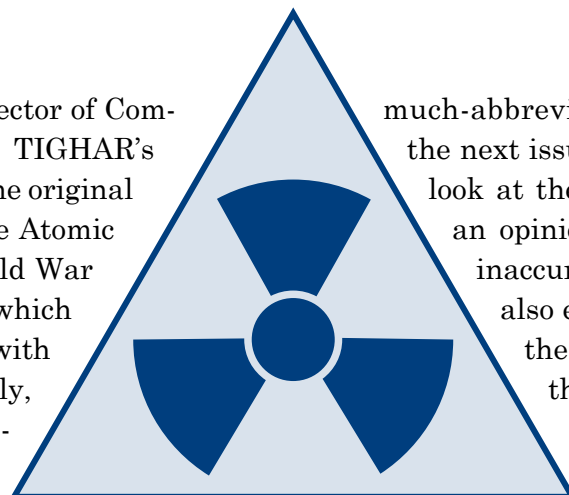 ector of Com-
TIGHAR's
he original
e Atomic
ld War
which
with
ly,
-
much-abbrevi
the next issu
look at the
an opinio
inaccur
also e
the
th